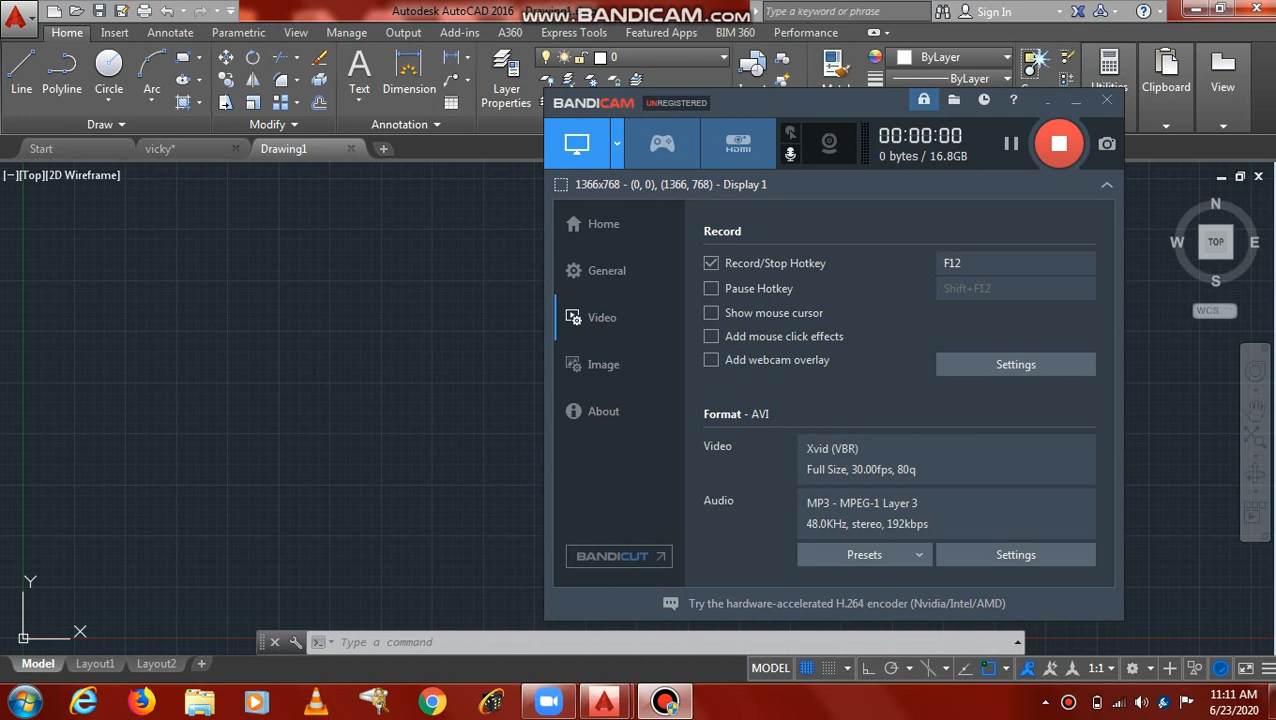 Autodesk AutoCAD 2016
Drawing1
WWW.BANDICAM.COM
Type a keyword or phrase
Sign In
Home
Insert
Annotate
Parametric
View
Manage
Output
Add-ins
A360
Express Tools
Featured Apps
BIM 360
Performance
Line
Polyline
Circle
Arc
Text
Dimension
Layer
Properties
0
ByLayer
ByLayer
Utilities
Clipboard
View
Draw
Modify
Annotation
Start
vicky*
Drawing1
[−][Top][2D Wireframe]
BANDICAM
UNREGISTERED
HDMI
00:00:00
0 bytes / 16.8GB
1366x768 - (0, 0), (1366, 768) - Display 1
Home
General
Video
Image
About
BANDICUT
Record
Record/Stop Hotkey
F12
Pause Hotkey
Shift+F12
Show mouse cursor
Add mouse click effects
Add webcam overlay
Settings
Format - AVI
Video
Xvid (VBR)
Full Size, 30.00fps, 80q
Audio
MP3 - MPEG-1 Layer 3
48.0KHz, stereo, 192kbps
Presets
Settings
Try the hardware-accelerated H.264 encoder (Nvidia/Intel/AMD)
N
W
TOP
E
S
WCS
Y
X
Type a command
Model
Layout1
Layout2
MODEL
1:1
11:11 AM
6/23/2020